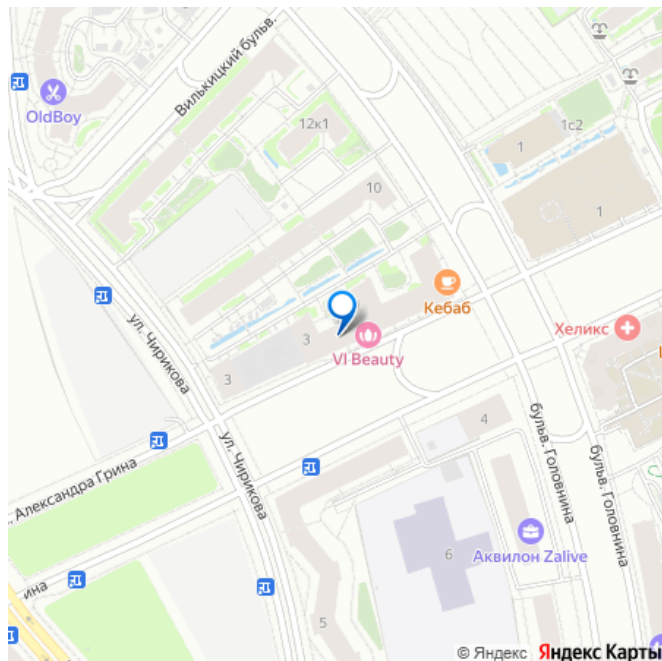 Вилькицкий бульв.
OldBoy
12к1
1с2
1
10
1
Кебаб
ул. Чирикова
Хеликс
3
VI Beauty
3
4
ул. Чирикова
бульв. Головнина
бульв. Головнина
. Александра Грина
6
Аквилон Zalive
ина
5
© Яндекс Яндекс Карты